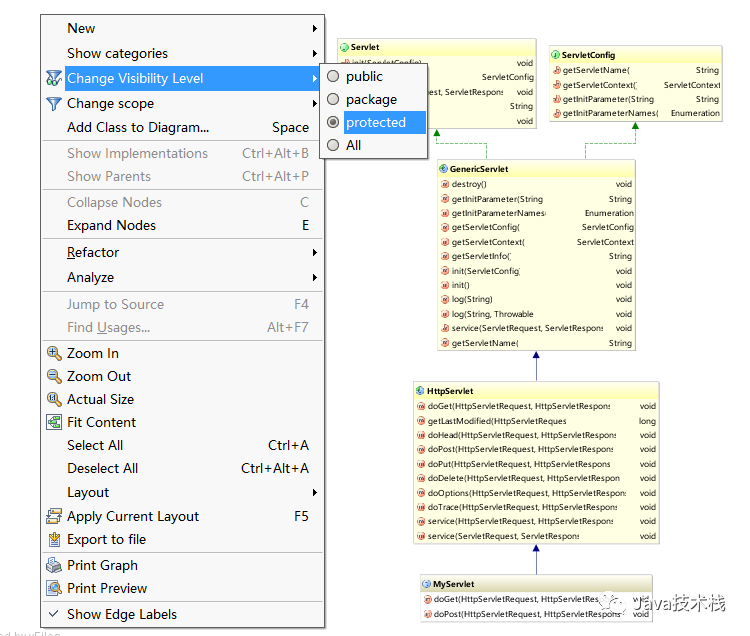 New
Show categories
Change Visibility Level
Change scope
Add Class to Diagram... Space
Show Implementations Ctrl+Alt+B
Show Parents Ctrl+Alt+P
Collapse Nodes C
Expand Nodes E
Refactor
Analyze
Jump to Source F4
Find Usages... Alt+F7
Zoom In
Zoom Out
Actual Size
Fit Content
Select All Ctrl+A
Deselect All Ctrl+Alt+A
Layout
Apply Current Layout F5
Export to file
Print Graph
Print Preview
Show Edge Labels
public
package
protected
All
Servlet
init(ServletConfig) void
ServletConfig
ServletRespons void
String
void
ServletConfig
getServletName( String
getServletContext( ServletContext
getInitParameter(String String
getInitParameterNames( Enumeration
GenericServlet
destroy() void
getInitParameter(String String
getInitParameterNames( Enumeration
getServletConfig( ServletConfig
getServletContext( ServletContext
getServletInfo() String
init(ServletConfig) void
init() void
log(String) void
log(String, Throwable void
service(ServletRequest, ServletRespons void
getServletName( String
HttpServlet
doGet(HttpServletRequest, HttpServletRespons void
getLastModified(HttpServletReques long
doHead(HttpServletRequest, HttpServletRespons void
doPost(HttpServletRequest, HttpServletRespons void
doPut(HttpServletRequest, HttpServletRespons void
doDelete(HttpServletRequest, HttpServletRespon void
doOptions(HttpServletRequest, HttpServletRespons void
doTrace(HttpServletRequest, HttpServletRespons void
service(HttpServletRequest, HttpServletRespons void
service(ServletRequest, ServletRespons void
MyServlet
doGet(HttpServletRequest, HttpServletRes
doPost(HttpServletRequest, HttpServletRespons void
Java技术栈